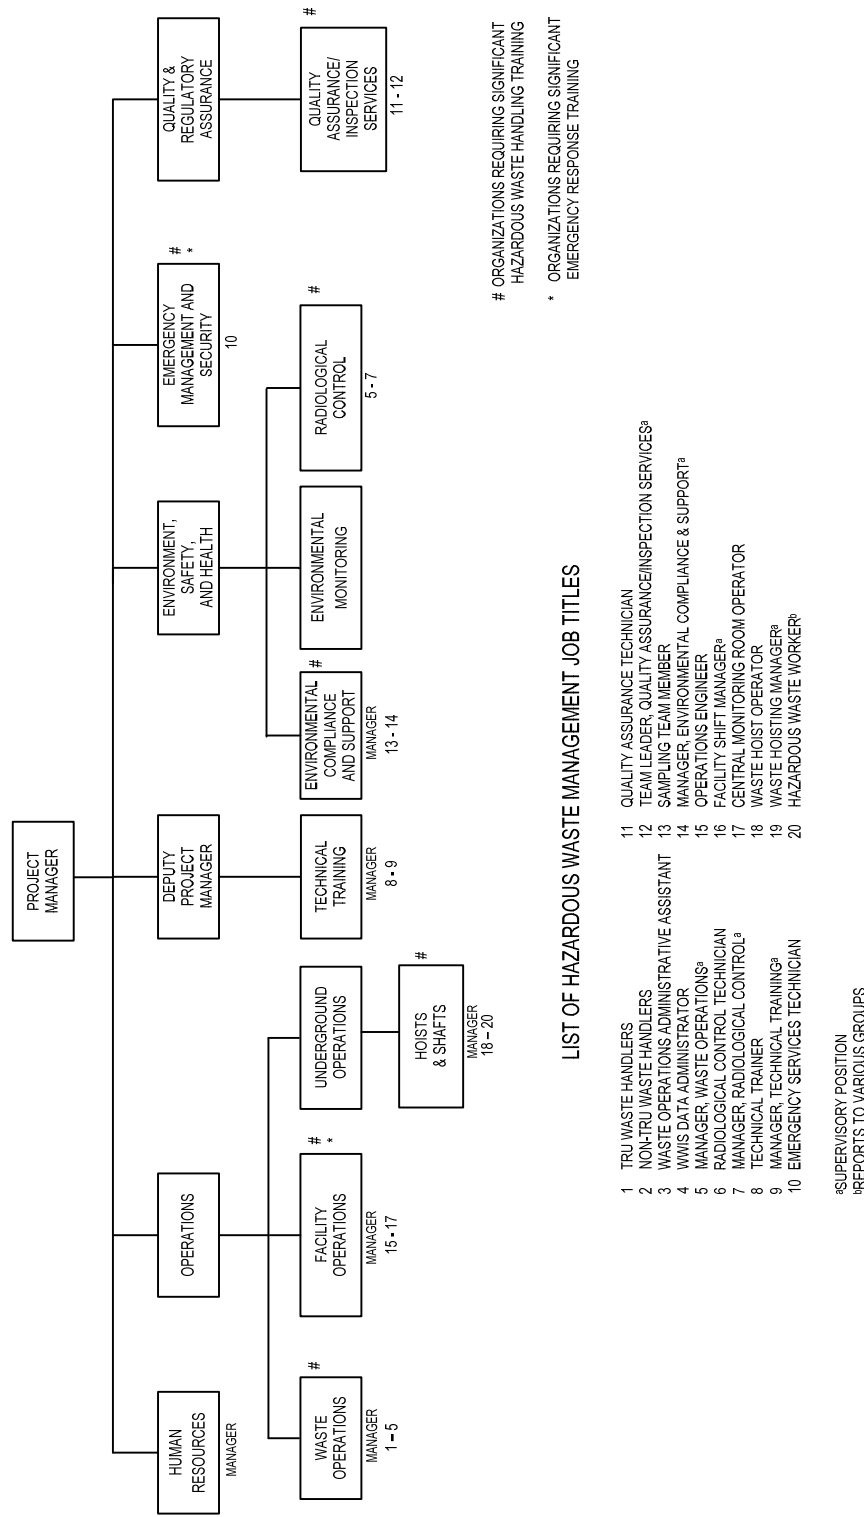 PROJECT
MANAGER
HUMAN
RESOURCES
MANAGER
OPERATIONS
DEPUTY
PROJECT
MANAGER
ENVIRONMENT,
SAFETY,
AND HEALTH
EMERGENCY
MANAGEMENT AND
SECURITY
#
*
10
QUALITY &
REGULATORY
ASSURANCE
WASTE
OPERATIONS
#
MANAGER
1 – 5
FACILITY
OPERATIONS
#
*
MANAGER
15 - 17
UNDERGROUND
OPERATIONS
HOISTS
& SHAFTS
#
MANAGER
18 – 20
TECHNICAL
TRAINING
MANAGER
8 - 9
ENVIRONMENTAL
COMPLIANCE
AND SUPPORT
#
MANAGER
13 - 14
ENVIRONMENTAL
MONITORING
RADIOLOGICAL
CONTROL
#
5 - 7
QUALITY
ASSURANCE/
INSPECTION
SERVICES
#
11 - 12
# ORGANIZATIONS REQUIRING SIGNIFICANT
HAZARDOUS WASTE HANDLING TRAINING
* ORGANIZATIONS REQUIRING SIGNIFICANT
EMERGENCY RESPONSE TRAINING
LIST OF HAZARDOUS WASTE MANAGEMENT JOB TITLES
1 TRU WASTE HANDLERS
2 NON-TRU WASTE HANDLERS
3 WASTE OPERATIONS ADMINISTRATIVE ASSISTANT
4 WWIS DATA ADMINISTRATOR
5 MANAGER, WASTE OPERATIONSª
6 RADIOLOGICAL CONTROL TECHNICIAN
7 MANAGER, RADIOLOGICAL CONTROLª
8 TECHNICAL TRAINER
9 MANAGER, TECHNICAL TRAININGª
10 EMERGENCY SERVICES TECHNICIAN
11 QUALITY ASSURANCE TECHNICIAN
12 TEAM LEADER, QUALITY ASSURANCE/INSPECTION SERVICESª
13 SAMPLING TEAM MEMBER
14 MANAGER, ENVIRONMENTAL COMPLIANCE & SUPPORTª
15 OPERATIONS ENGINEER
16 FACILITY SHIFT MANAGERª
17 CENTRAL MONITORING ROOM OPERATOR
18 WASTE HOIST OPERATOR
19 WASTE HOISTING MANAGERª
20 HAZARDOUS WASTE WORKERᵇ
ªSUPERVISORY POSITION
ᵇREPORTS TO VARIOUS GROUPS